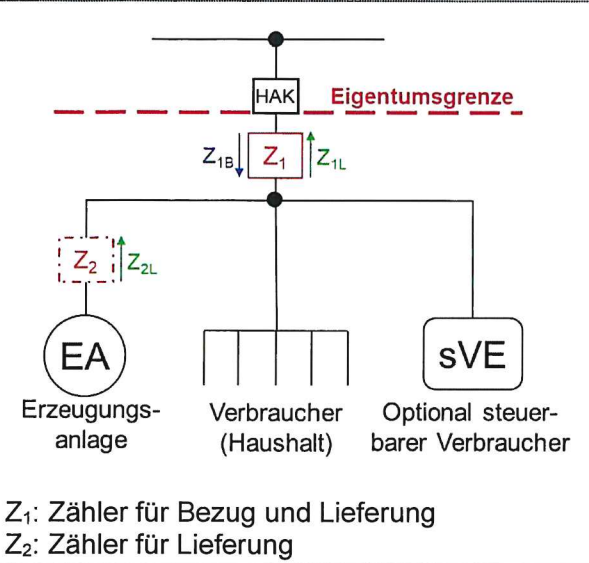 HAK
Eigentumsgrenze
Z1B Z1 Z1L
Z2 Z2L
EA
sVE
Erzeugungs-
anlage
Verbraucher
(Haushalt)
Optional steuer-
barer Verbraucher
Z1: Zähler für Bezug und Lieferung
Z2: Zähler für Lieferung